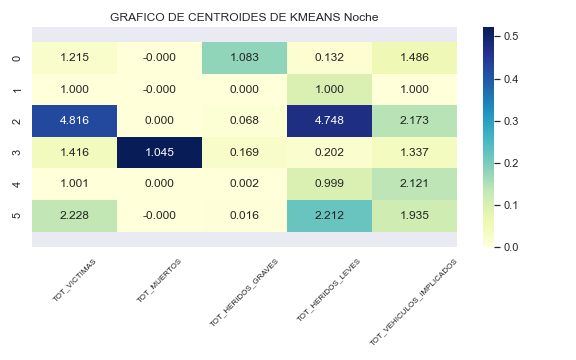 GRAFICO DE CENTROIDES DE KMEANS Noche
0 1.215 -0.000 1.083 0.132 1.486
1 1.000 -0.000 0.000 1.000 1.000
2 4.816 0.000 0.068 4.748 2.173
3 1.416 1.045 0.169 0.202 1.337
4 1.001 0.000 0.002 0.999 2.121
5 2.228 -0.000 0.016 2.212 1.935
TOT_VICTIMAS
TOT_MUERTOS
TOT_HERIDOS_GRAVES
TOT_HERIDOS_LEVES
TOT_VEHICULOS_IMPLICADOS
0.5
0.4
0.3
0.2
0.1
0.0